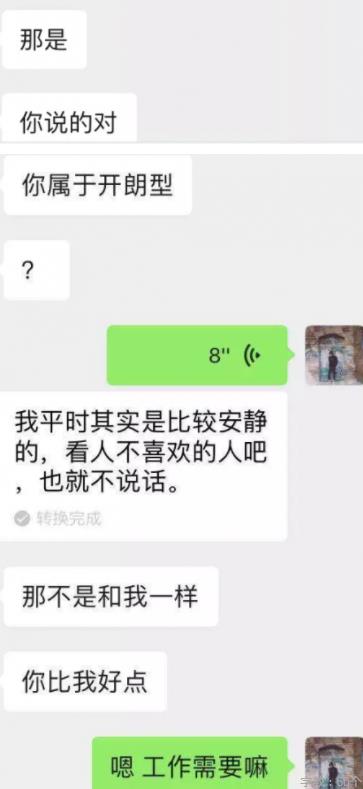 那是
你说的对
你属于开朗型
?
8"
我平时其实是比较安静
的，看人不喜欢的人吧
，也就不说话。
转换完成
那不是和我一样
你比我好点
嗯 工作需要嘛